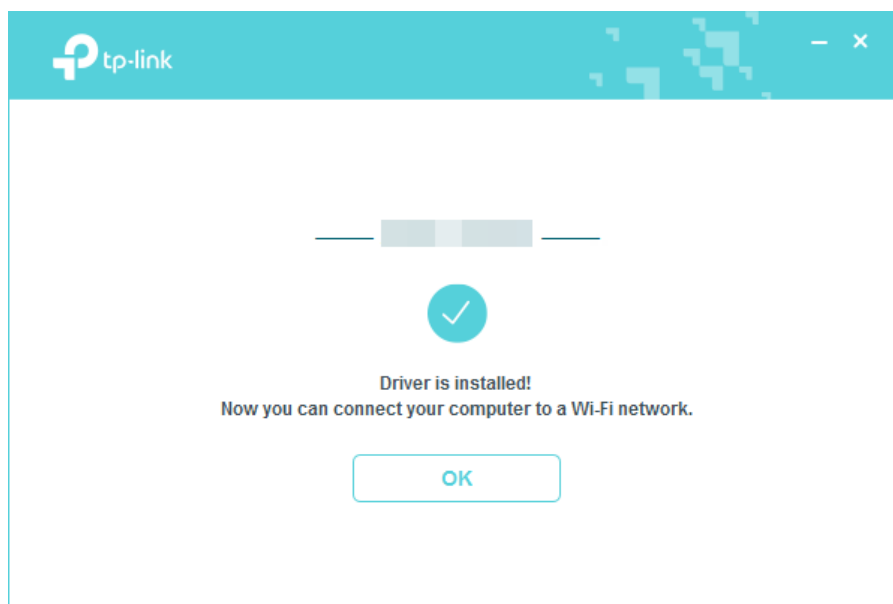 tp-link
Driver is installed!
Now you can connect your computer to a Wi-Fi network.
OK